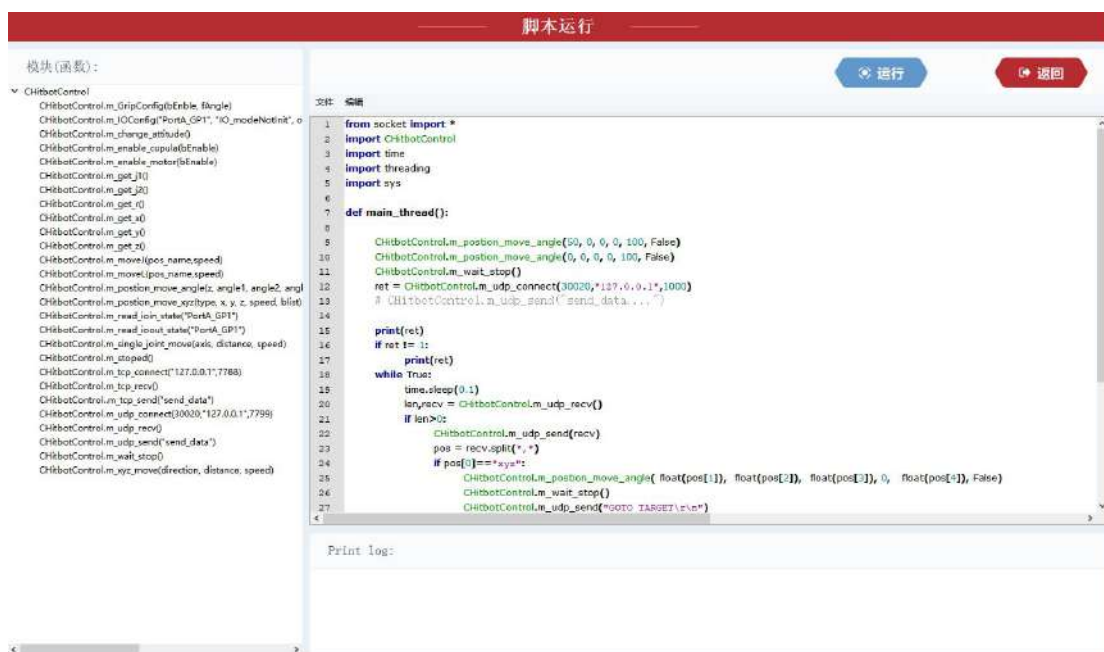 脚本运行
模块(函数):
CHitbotControl
CHitbotControl.m_GripConfig(bEnble, fAngle)
CHitbotControl.m_IOConfig("PortA_GP1", "IO_modeNotInit", o
CHitbotControl.m_change_attitude()
CHitbotControl.m_enable_cupula(bEnable)
CHitbotControl.m_enable_motor(bEnable)
CHitbotControl.m_get_j1()
CHitbotControl.m_get_j2()
CHitbotControl.m_get_r()
CHitbotControl.m_get_x()
CHitbotControl.m_get_y()
CHitbotControl.m_get_z()
CHitbotControl.m_moveJ(pos_name,speed)
CHitbotControl.m_moveL(pos_name,speed)
CHitbotControl.m_postion_move_angle(z, angle1, angle2, angl
CHitbotControl.m_postion_move_xyz(type, x, y, z, speed, blist)
CHitbotControl.m_read_ioin_state("PortA_GP1")
CHitbotControl.m_read_ioout_state("PortA_GP1")
CHitbotControl.m_single_joint_move(axis, distance, speed)
CHitbotControl.m_stoped()
CHitbotControl.m_tcp_connect("127.0.0.1",7788)
CHitbotControl.m_tcp_recv()
CHitbotControl.m_tcp_send("send_data")
CHitbotControl.m_udp_connect(30020,"127.0.0.1",7799)
CHitbotControl.m_udp_recv()
CHitbotControl.m_udp_send("send_data")
CHitbotControl.m_wait_stop()
CHitbotControl.m_xyz_move(direction, distance, speed)
运行
返回
文件 编辑
1 from socket import *
2 import CHitbotControl
3 import time
4 import threading
5 import sys
6
7 def main_thread():
8
9 CHitbotControl.m_postion_move_angle(50, 0, 0, 0, 100, False)
10 CHitbotControl.m_postion_move_angle(0, 0, 0, 0, 100, False)
11 CHitbotControl.m_wait_stop()
12 ret = CHitbotControl.m_udp_connect(30020,"127.0.0.1",1000)
13 # CHitbotControl.m_udp_send("send_data....")
14
15 print(ret)
16 if ret != 1:
17 print(ret)
18 while True:
19 time.sleep(0.1)
20 len,recv = CHitbotControl.m_udp_recv()
21 if len>0:
22 CHitbotControl.m_udp_send(recv)
23 pos = recv.split(",")
24 if pos[0]=="xyz":
25 CHitbotControl.m_postion_move_angle( float(pos[1]), float(pos[2]), float(pos[3]), 0, float(pos[4]), False)
26 CHitbotControl.m_wait_stop()
27 CHitbotControl.m_udp_send("GOTO TARGET\r\n")
Print log: